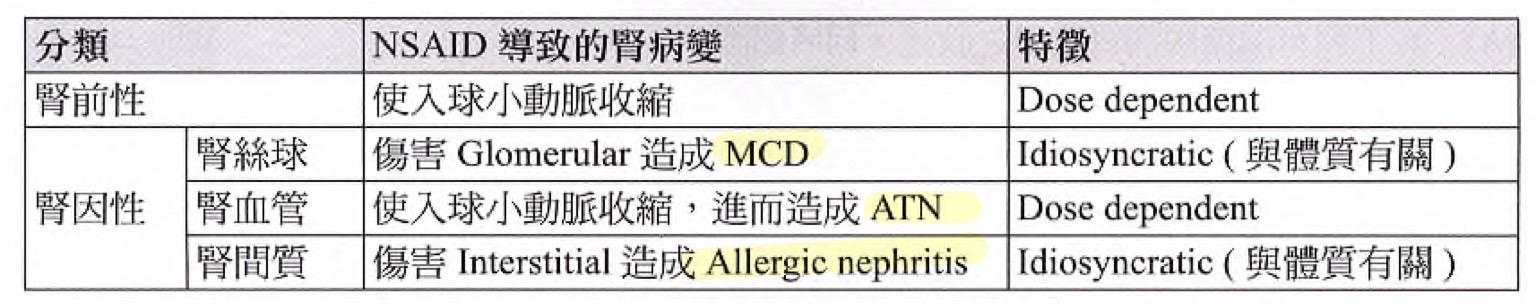 分類 NSAID 導致的腎病變 特徵
腎前性 使入球小動脈收縮 Dose dependent
腎絲球 傷害 Glomerular 造成 MCD Idiosyncratic ( 與體質有關 )
腎因性 腎血管 使入球小動脈收縮，進而造成 ATN Dose dependent
腎間質 傷害 Interstitial 造成 Allergic nephritis Idiosyncratic ( 與體質有關 )